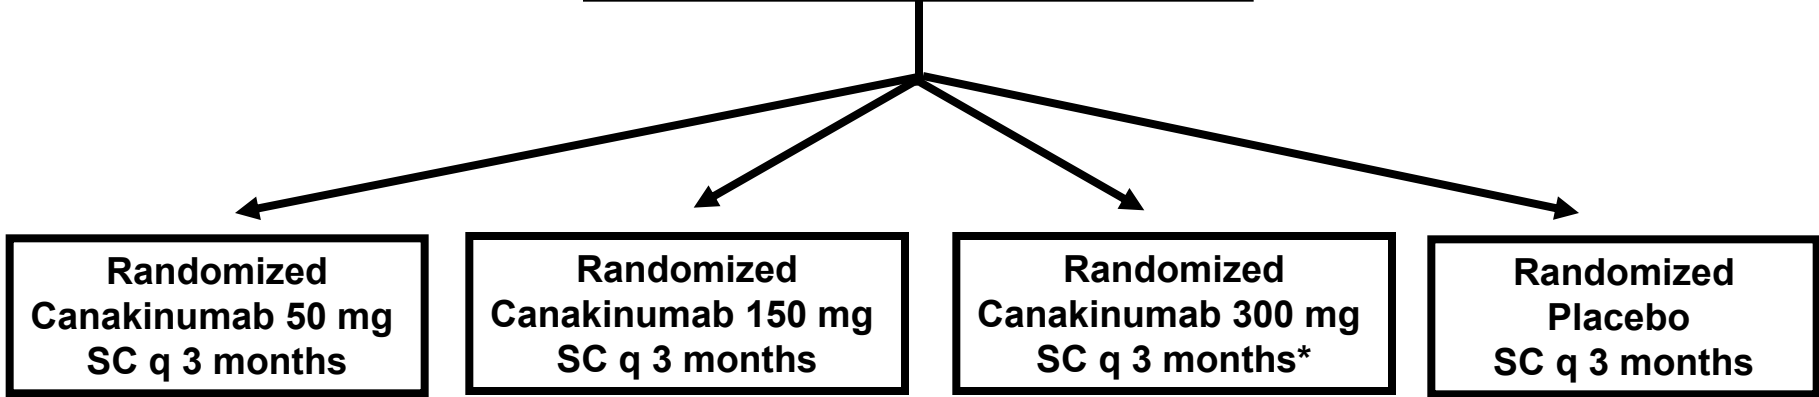 Randomized
Canakinumab 50 mg
SC q 3 months
Randomized
Canakinumab 150 mg
SC q 3 months
Randomized
Canakinumab 300 mg
SC q 3 months*
Randomized
Placebo
SC q 3 months